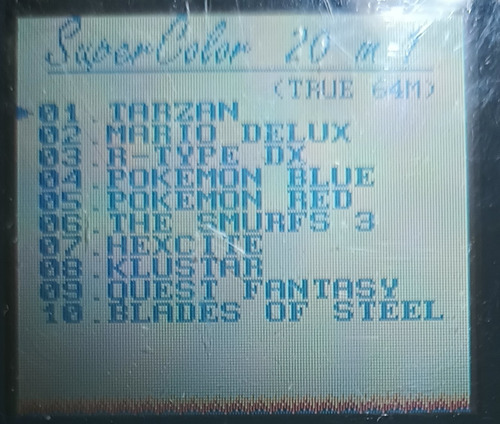 SuperColor 20 in 1
(TRUE 64M)
01. TARZAN
02. MARIO DELUX
03. R-TYPE DX
04. POKEMON BLUE
05. POKEMON RED
06. THE SMURFS 3
07. HEXCITE
08. KLUSTAR
09. QUEST FANTASY
10. BLADES OF STEEL